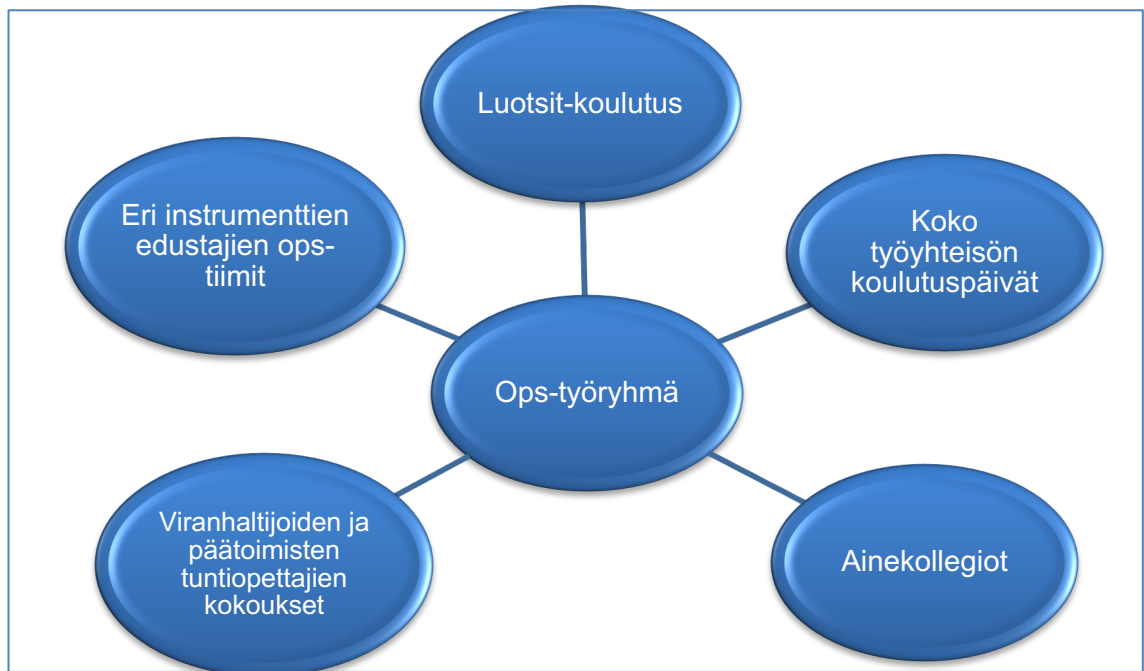 Luotsit-koulutus
Eri instrumenttien
edustajien ops-
tiimit
Koko
työyhteisön
koulutuspäivät
Ops-työryhmä
Viranhaltijoiden ja
päätoimisten
tuntiopettajien
kokoukset
Ainekollegiot